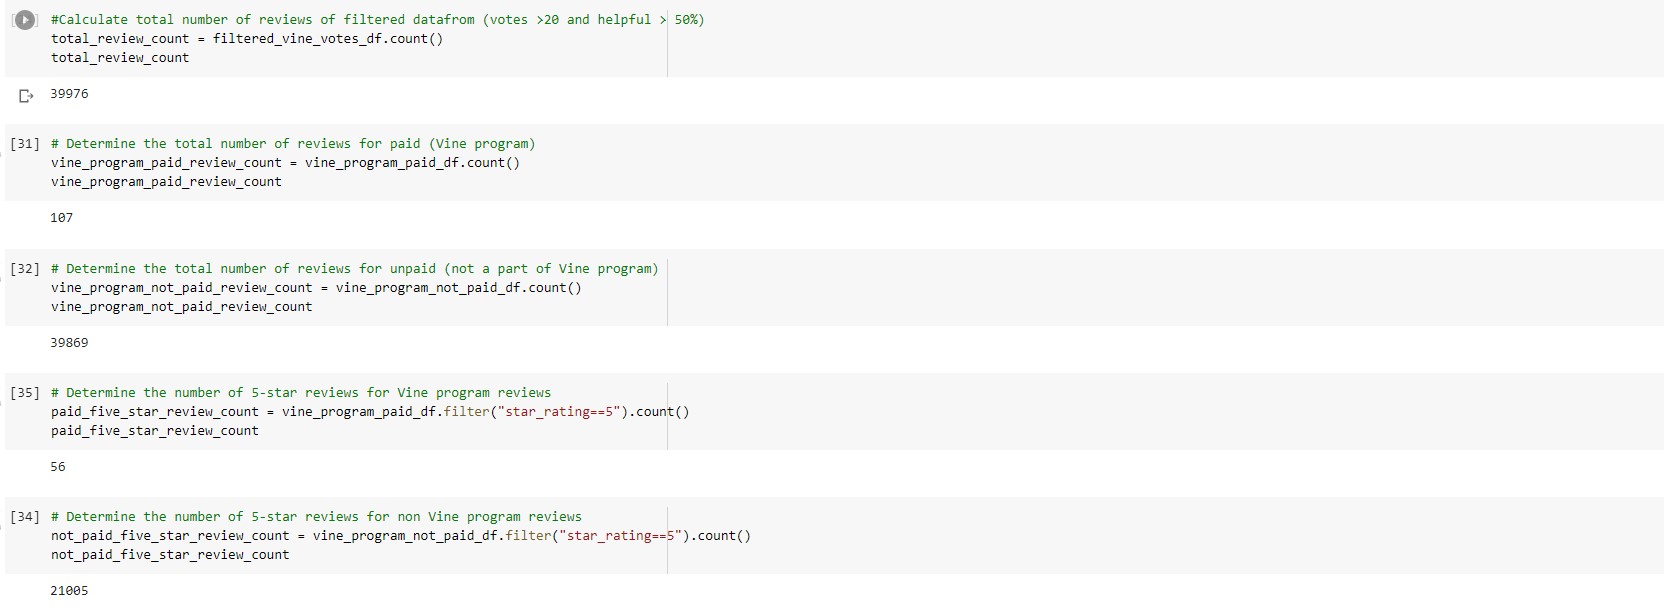 #Calculate total number of reviews of filtered datafrom (votes >20 and helpful > 50%)
total_review_count = filtered_vine_votes_df.count()
total_review_count
39976
[31] # Determine the total number of reviews for paid (Vine program)
vine_program_paid_review_count = vine_program_paid_df.count()
vine_program_paid_review_count
107
[32] # Determine the total number of reviews for unpaid (not a part of Vine program)
vine_program_not_paid_review_count = vine_program_not_paid_df.count()
vine_program_not_paid_review_count
39869
[35] # Determine the number of 5-star reviews for Vine program reviews
paid_five_star_review_count = vine_program_paid_df.filter("star_rating==5").count()
paid_five_star_review_count
56
[34] # Determine the number of 5-star reviews for non Vine program reviews
not_paid_five_star_review_count = vine_program_not_paid_df.filter("star_rating==5").count()
not_paid_five_star_review_count
21005